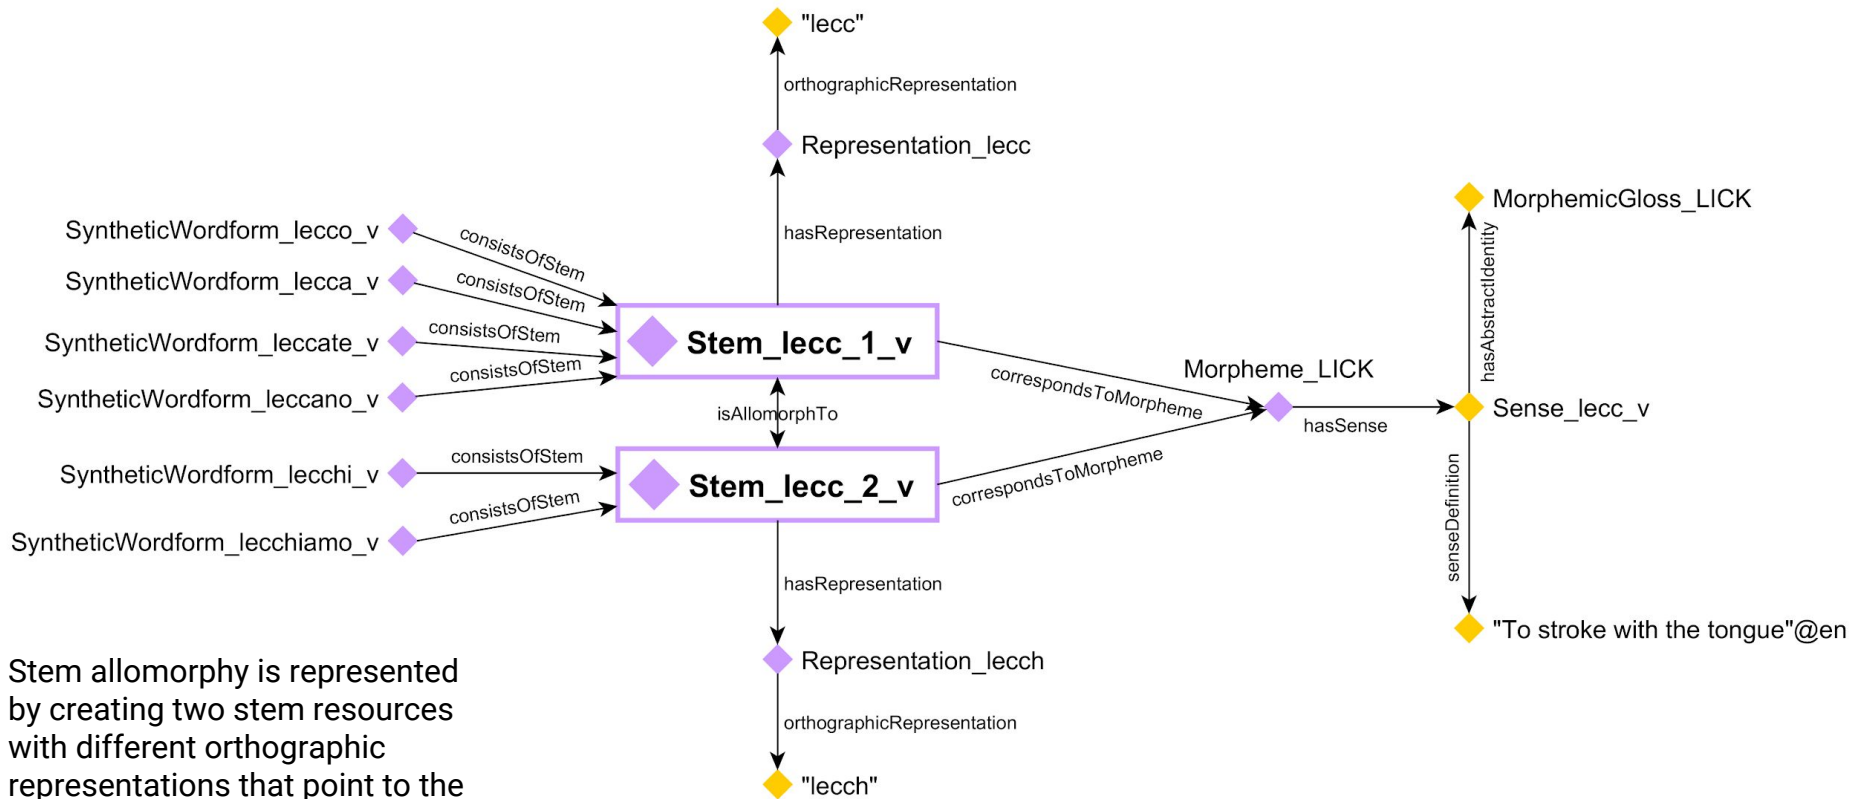 "lecc"
orthographicRepresentation
Representation_lecc
hasRepresentation
SyntheticWordform_lecco_v
consistsOfStem
SyntheticWordform_lecca_v
consistsOfStem
SyntheticWordform_leccate_v
consistsOfStem
SyntheticWordform_leccano_v
consistsOfStem
Stem_lecc_1_v
correspondsToMorpheme
isAllomorphTo
SyntheticWordform_lecchi_v
consistsOfStem
SyntheticWordform_lecchiamo_v
consistsOfStem
Stem_lecc_2_v
correspondsToMorpheme
Morpheme_LICK
hasSense
Sense_lecc_v
hasAbstractIdentity
MorphemicGloss_LICK
senseDefinition
"To stroke with the tongue"@en
hasRepresentation
Representation_lecch
orthographicRepresentation
"lecch"
Stem allomorphy is represented
by creating two stem resources
with different orthographic
representations that point to the